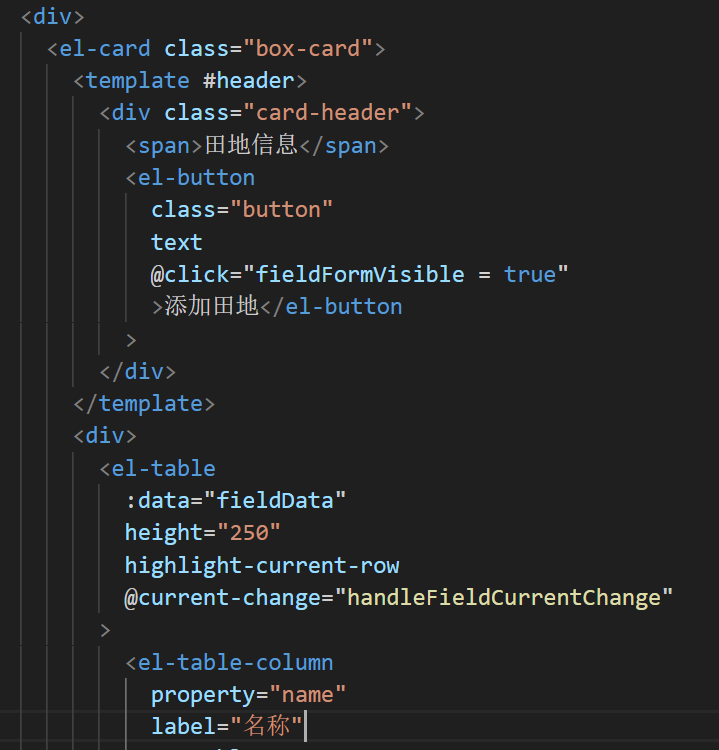 <div>
<el-card class="box-card">
<template #header>
<div class="card-header">
<span>田地信息</span>
<el-button
class="button"
text
@click="fieldFormVisible = true"
>添加田地</el-button
>
</div>
</template>
<div>
<el-table
:data="fieldData"
height="250"
highlight-current-row
@current-change="handleFieldCurrentChange"
>
<el-table-column
property="name"
label="名称"